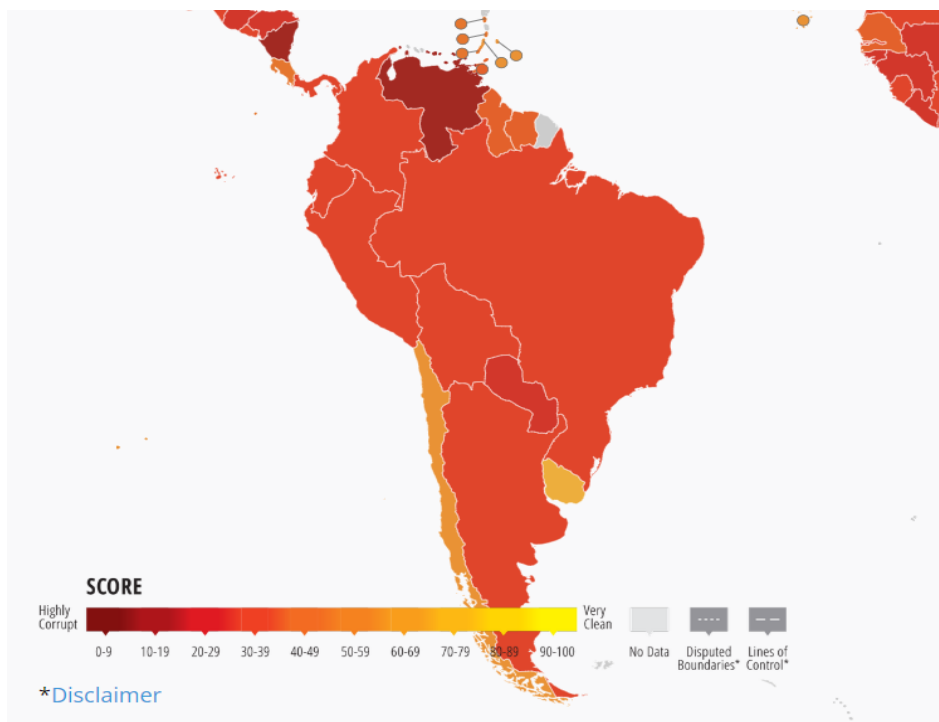 SCORE
Highly
Corrupt
Very
Clean
0-9 10-19 20-29 30-39 40-49 50-59 60-69 70-79 80-89 90-100
No Data
Disputed
Boundaries*
Lines of
Control*
*Disclaimer